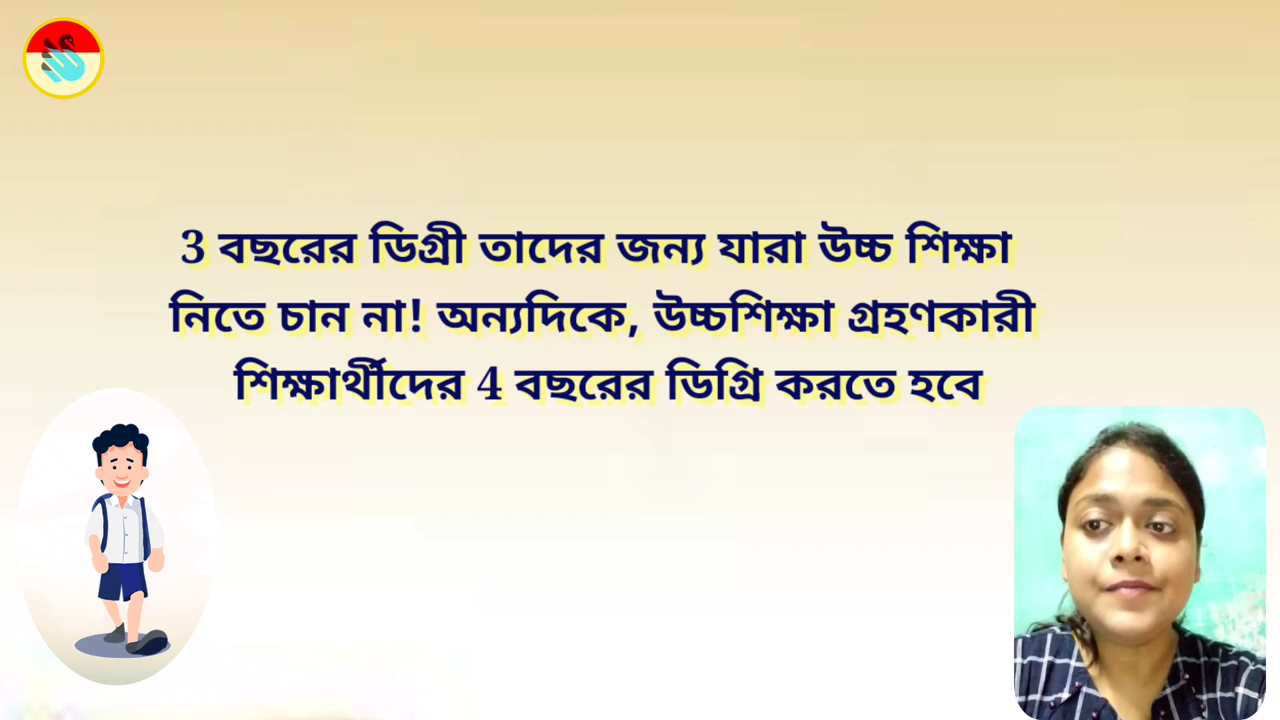 3 বছরের ডিগ্রী তাদের জন্য যারা উচ্চ শিক্ষা
নিতে চান না! অন্যদিকে, উচ্চশিক্ষা গ্রহণকারী
শিক্ষার্থীদের 4 বছরের ডিগ্রি করতে হবে